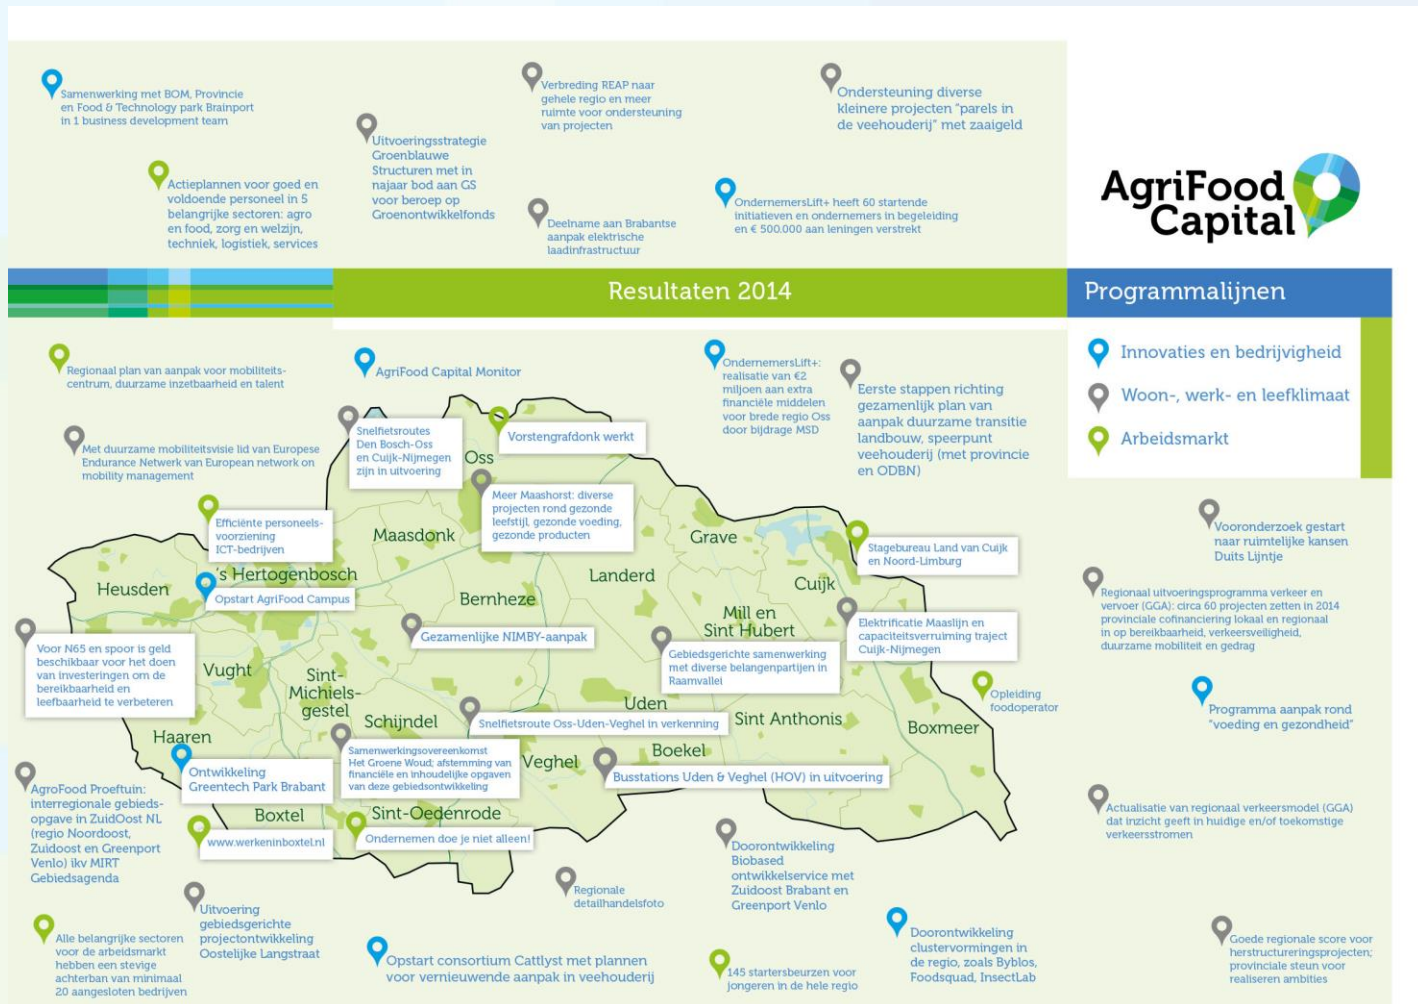 Samenwerking met BOM, Provincie
en Food & Technology park Brainport
in 1 business development team
Actieplannen voor goed en
voldoende personeel in 5
belangrijke sectoren: agro
en food, zorg en welzijn,
techniek, logistiek, services
Uitvoeringsstrategie
Groenblauwe
Structuren met in
najaar bod aan GS
voor beroep op
Groenontwikkelfonds
Verbreding REAP naar
gehele regio en meer
ruimte voor ondersteuning
van projecten
Deelname aan Brabantse
aanpak elektrische
laadinfrastructuur
Ondersteuning diverse
kleinere projecten "parels in
de veehouderij" met zaaigeld
OndernemersLift+ heeft 60 startende
initiatieven en ondernemers in begeleiding
en € 500.000 aan leningen verstrekt
AgriFood
Capital
Resultaten 2014
Programmalijnen
Innovaties en bedrijvigheid
Woon-, werk- en leefklimaat
Arbeidsmarkt
Regionaal plan van aanpak voor mobiliteits-
centrum, duurzame inzetbaarheid en talent
AgriFood Capital Monitor
OndernemersLift+:
realisatie van €2
miljoen aan extra
financiële middelen
voor brede regio Oss
door bijdrage MSD
Eerste stappen richting
gezamenlijk plan van
aanpak duurzame transitie
landbouw, speerpunt
veehouderij (met provincie
en ODBN)
Met duurzame mobiliteitsvisie lid van Europese
Endurance Netwerk van European network on
mobility management
Snelfietsroutes
Den Bosch-Oss
en Cuijk-Nijmegen
zijn in uitvoering
Vorstengrafdonk werkt
Oss
Meer Maashorst: diverse
projecten rond gezonde
leefstijl, gezonde voeding,
gezonde producten
Efficiënte personeels-
voorziening
ICT-bedrijven
Maasdonk
Grave
Stagebureau Land van Cuijk
en Noord-Limburg
Vooronderzoek gestart
naar ruimtelijke kansen
Duits Lijntje
Heusden
's Hertogenbosch
Opstart AgriFood Campus
Bernheze
Landerd
Cuijk
Mill en
Sint Hubert
Regionaal uitvoeringsprogramma verkeer en
vervoer (GGA): circa 60 projecten zetten in 2014
provinciale cofinanciering lokaal en regionaal
in op bereikbaarheid, verkeersveiligheid,
duurzame mobiliteit en gedrag
Gezamenlijke NIMBY-aanpak
Elektrificatie Maaslijn en
capaciteitsverruiming traject
Cuijk-Nijmegen
Voor N65 en spoor is geld
beschikbaar voor het doen
van investeringen om de
bereikbaarheid en
leefbaarheid te verbeteren
Vught
Sint-
Michiels-
gestel
Gebiedsgerichte samenwerking
met diverse belangenpartijen in
Raamvallei
Opleiding
foodoperator
Programma aanpak rond
"voeding en gezondheid"
Haaren
Schijndel
Snelfietsroute Oss-Uden-Veghel in verkenning
Uden
Sint Anthonis
Boxmeer
Ontwikkeling
Greentech Park Brabant
Samenwerkingsovereenkomst
Het Groene Woud; afstemming van
financiële en inhoudelijke opgaven
van deze gebiedsontwikkeling
Veghel
Boekel
Busstations Uden & Veghel (HOV) in uitvoering
AgroFood Proeftuin:
interregionale gebieds-
opgave in ZuidOost NL
(regio Noordoost,
Zuidoost en Greenport
Venlo) ikv MIRT
Gebiedsagenda
Boxtel
Sint-Oedenrode
www.werkeninboxtel.nl
Ondernemen doe je niet alleen!
Actualisatie van regionaal verkeersmodel (GGA)
dat inzicht geeft in huidige en/of toekomstige
verkeersstromen
Doorontwikkeling
Biobased
ontwikkelservice met
Zuidoost Brabant en
Greenport Venlo
Regionale
detailhandelsfoto
Uitvoering
gebiedsgerichte
projectontwikkeling
Oostelijke Langstraat
Alle belangrijke sectoren
voor de arbeidsmarkt
hebben een stevige
achterban van minimaal
20 aangesloten bedrijven
Opstart consortium Cattlyst met plannen
voor vernieuwende aanpak in veehouderij
145 startersbeurzen voor
jongeren in de hele regio
Doorontwikkeling
clustervormingen in
de regio, zoals Byblos,
Foodsquad, InsectLab
Goede regionale score voor
herstructureringsprojecten;
provinciale steun voor
realiseren ambities